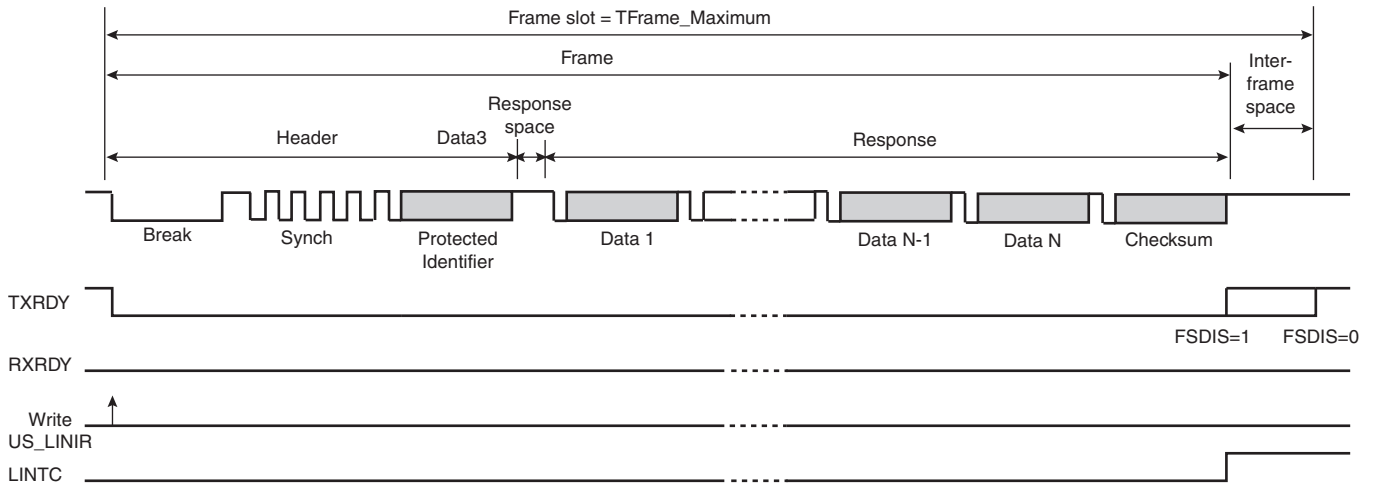 Frame slot = TFrame_Maximum
Frame
Inter-
frame
space
Response
space
Header
Data3
Response
Break
Synch
Protected
Identifier
Data 1
Data N-1
Data N
Checksum
TXRDY
FSDIS=1
FSDIS=0
RXRDY
Write
US_LINIR
LINTC